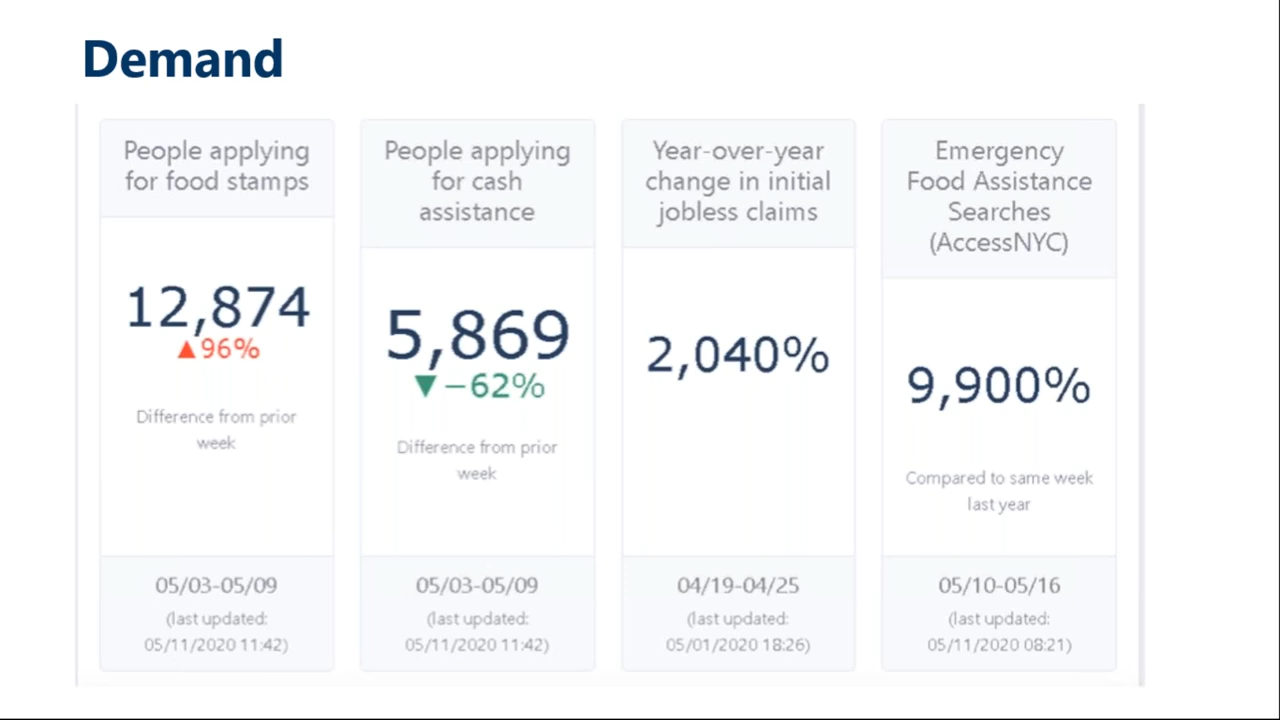 Demand
People applying
for food stamps
12,874
▲96%
Difference from prior
week
05/03-05/09
(last updated:
05/11/2020 11:42)
People applying
for cash
assistance
5,869
▼−62%
Difference from prior
week
05/03-05/09
(last updated:
05/11/2020 11:42)
Year-over-year
change in initial
jobless claims
2,040%
04/19-04/25
(last updated:
05/01/2020 18:26)
Emergency
Food Assistance
Searches
(AccessNYC)
9,900%
Compared to same week
last year
05/10-05/16
(last updated:
05/11/2020 08:21)